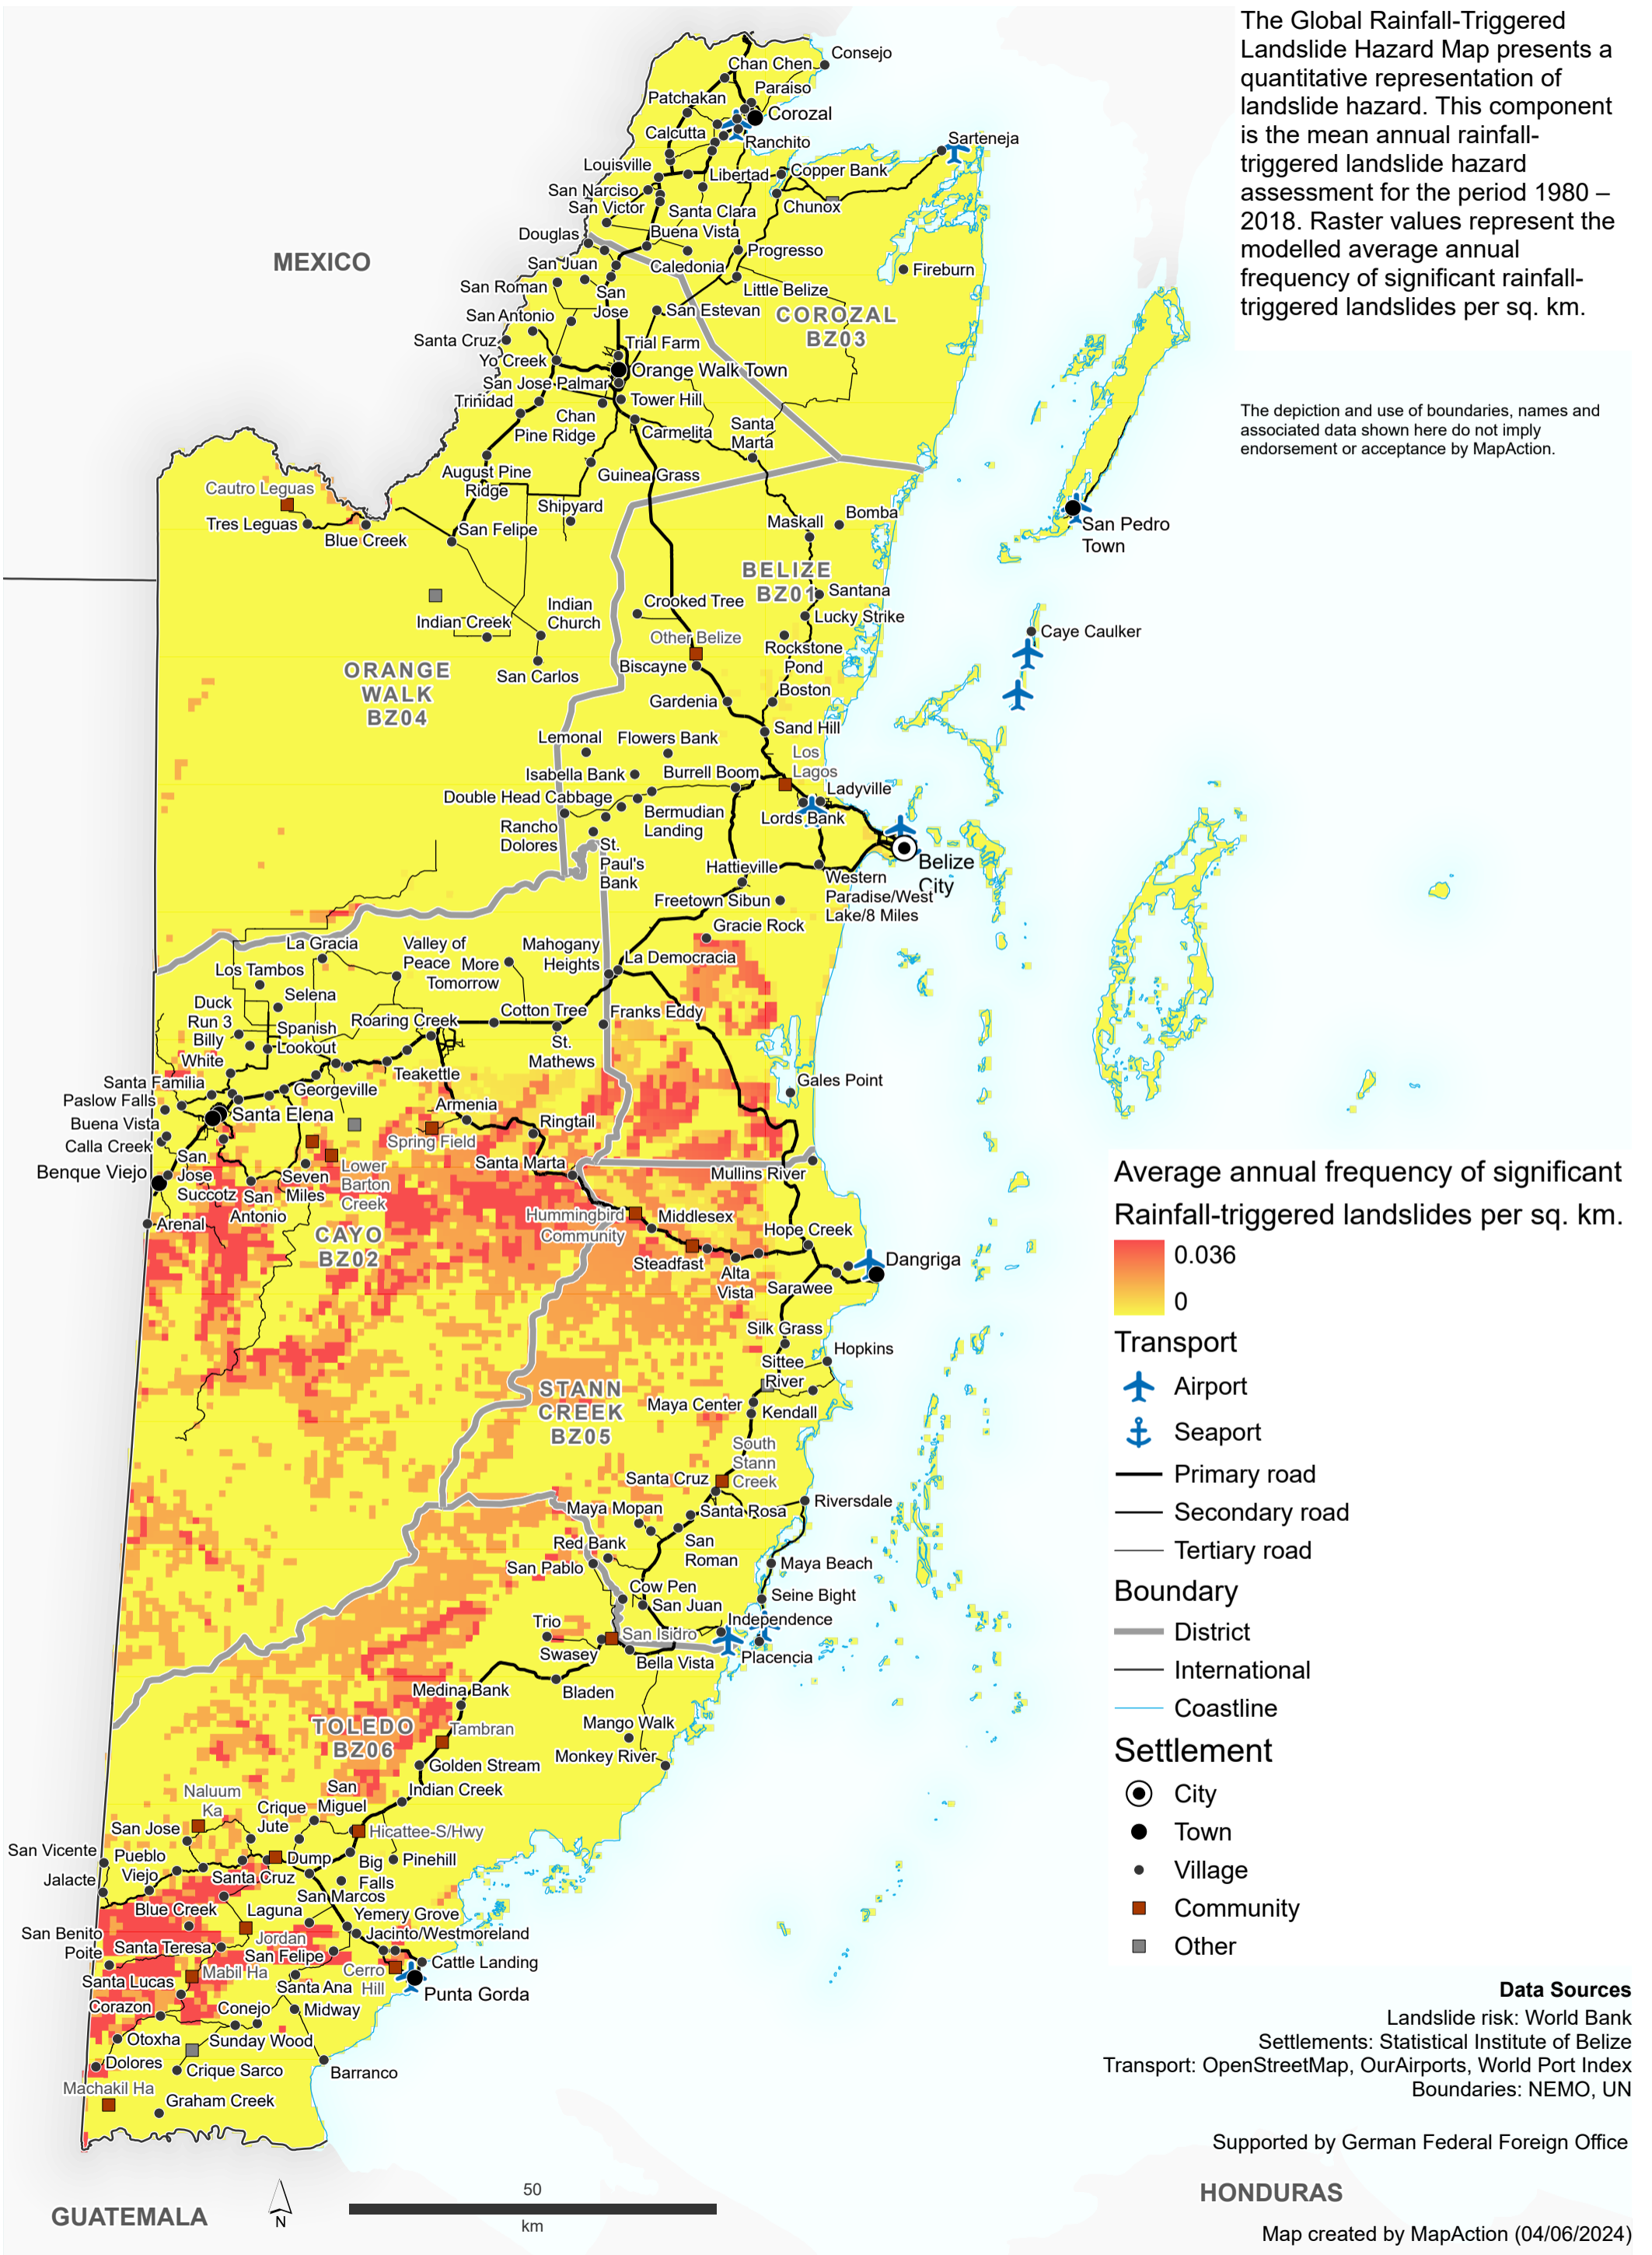 The Global Rainfall-Triggered
Landslide Hazard Map presents a
quantitative representation of
landslide hazard. This component
is the mean annual rainfall-
triggered landslide hazard
assessment for the period 1980 –
2018. Raster values represent the
modelled average annual
frequency of significant rainfall-
triggered landslides per sq. km.
The depiction and use of boundaries, names and
associated data shown here do not imply
endorsement or acceptance by MapAction.
MEXICO
Consejo
Chan Chen
Paraiso
Patchakan
Corozal
Calcutta
Ranchito
Sarteneja
Louisville
Libertad
Copper Bank
San Narciso
San Victor
Santa Clara
Chunox
Douglas
Buena Vista
Progresso
San Juan
Caledonia
Fireburn
San Roman
San
Jose
Little Belize
San Antonio
San Estevan
COROZAL
BZ03
Santa Cruz
Trial Farm
Yo Creek
Orange Walk Town
San Jose Palmar
Trinidad
Tower Hill
Chan
Pine Ridge
Carmelita
Santa
Marta
August Pine
Ridge
Guinea Grass
Cautro Leguas
Tres Leguas
Blue Creek
Shipyard
San Felipe
Maskall
Bomba
San Pedro
Town
BELIZE
BZ01
Santana
Crooked Tree
Lucky Strike
Indian
Church
Indian Creek
Other Belize
Caye Caulker
Rockstone
Pond
Biscayne
San Carlos
ORANGE
WALK
BZ04
Gardenia
Boston
Sand Hill
Lemonal
Flowers Bank
Los
Lagos
Isabella Bank
Burrell Boom
Ladyville
Double Head Cabbage
Bermudian
Landing
Lords Bank
Rancho
Dolores
St.
Paul's
Bank
Belize
City
Hattieville
Western
Paradise/West
Lake/8 Miles
Freetown Sibun
Gracie Rock
La Gracia
Valley of
Peace
More
Tomorrow
Mahogany
Heights
La Democracia
Los Tambos
Selena
Duck
Run 3
Cotton Tree
Franks Eddy
Roaring Creek
Spanish
Lookout
Billy
White
St.
Mathews
Teakettle
Gales Point
Santa Familia
Georgeville
Paslow Falls
Santa Elena
Armenia
Buena Vista
Ringtail
Calla Creek
Spring Field
San
Jose
Succotz
Santa Marta
Benque Viejo
Lower
Barton
Creek
Seven
Miles
Mullins River
San
Antonio
Arenal
Hummingbird
Community
Middlesex
Hope Creek
CAYO
BZ02
Steadfast
Alta
Vista
Dangriga
Sarawee
Silk Grass
Hopkins
Sittee
River
STANN
CREEK
BZ05
Maya Center
Kendall
South
Stann
Creek
Santa Cruz
Riversdale
Maya Mopan
Santa Rosa
Red Bank
San
Roman
San Pablo
Maya Beach
Cow Pen
San Juan
Seine Bight
Trio
San Isidro
Independence
Swasey
Bella Vista
Placencia
Medina Bank
Bladen
TOLEDO
BZ06
Tambran
Mango Walk
Golden Stream
Monkey River
Naluum
Ka
San
Miguel
Indian Creek
Crique
Jute
San Jose
Hicattee-S/Hwy
San Vicente
Pueblo
Viejo
Dump
Big
Falls
Pinehill
Jalacte
Santa Cruz
San Marcos
Blue Creek
Laguna
Yemery Grove
San Benito
Poite
Jordan
Jacinto/Westmoreland
Santa Teresa
San Felipe
Mabil Ha
Cerro
Hill
Cattle Landing
Santa Lucas
Santa Ana
Punta Gorda
Corazon
Conejo
Midway
Otoxha
Sunday Wood
Dolores
Crique Sarco
Barranco
Machakil Ha
Graham Creek
GUATEMALA
HONDURAS
N
50
km
Average annual frequency of significant
Rainfall-triggered landslides per sq. km.
0.036
0
Transport
Airport
Seaport
Primary road
Secondary road
Tertiary road
Boundary
District
International
Coastline
Settlement
City
Town
Village
Community
Other
Data Sources
Landslide risk: World Bank
Settlements: Statistical Institute of Belize
Transport: OpenStreetMap, OurAirports, World Port Index
Boundaries: NEMO, UN
Supported by German Federal Foreign Office
Map created by MapAction (04/06/2024)